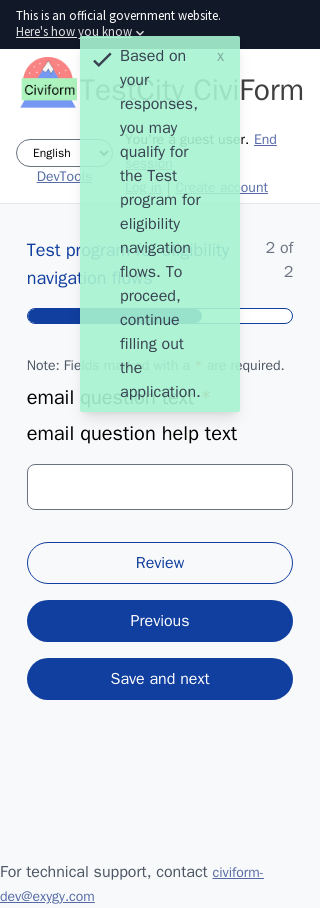 This is an official government website.
Here's how you know
Civiform
TestCity CiviForm
English
You're a guest user. End
session
DevTools
Log in | Create account
Based on
your
responses,
you may
qualify for
the Test
program for
eligibility
navigation
flows. To
proceed,
continue
filling out
the
application.
x
Test program for eligibility
navigation flows
2 of
2
Note: Fields marked with a * are required.
email question text *
email question help text
Review
Previous
Save and next
For technical support, contact civiform-
dev@exygy.com